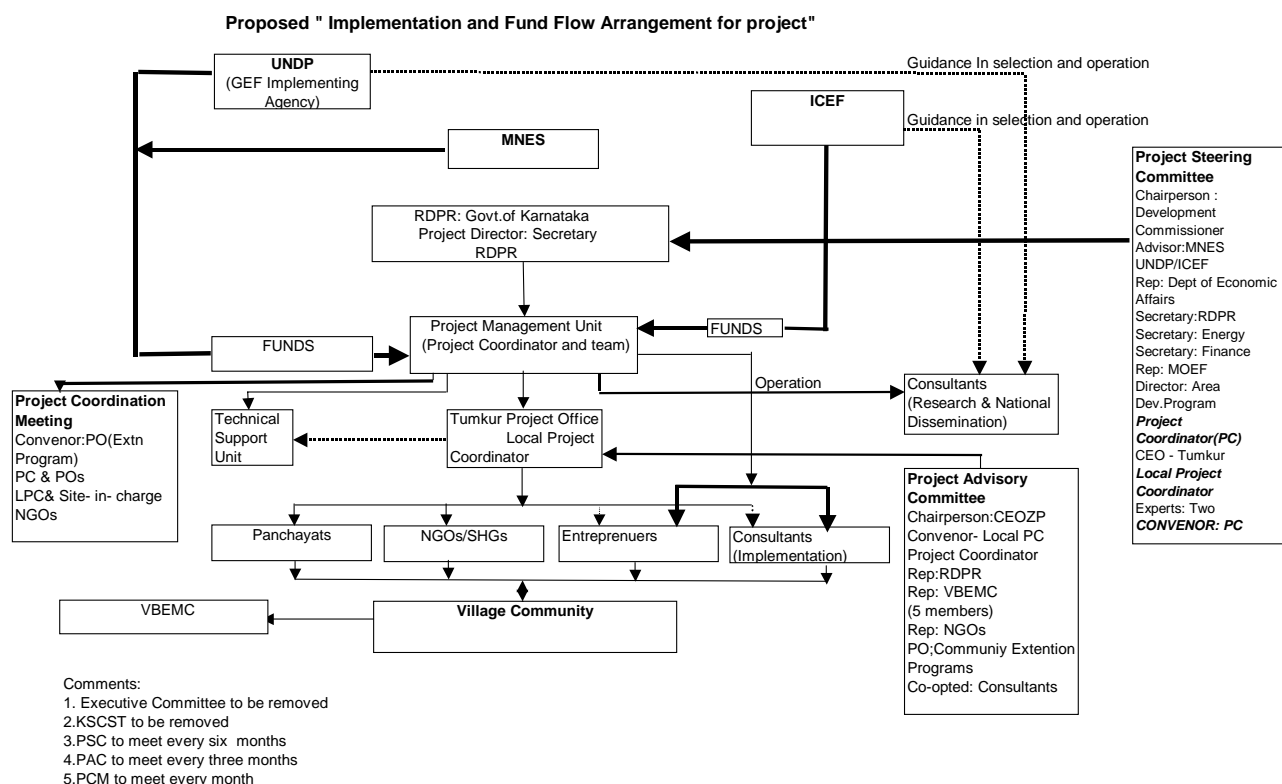 Proposed " Implementation and Fund Flow Arrangement for project"
UNDP
(GEF Implementing
Agency)
Guidance In selection and operation
ICEF
Guidance in selection and operation
MNES
RDPR: Govt.of Karnataka
Project Director: Secretary
RDPR
Project Steering
Committee
Chairperson :
Development
Commissioner
Advisor:MNES
UNDP/ICEF
Rep: Dept of Economic
Affairs
Secretary:RDPR
Secretary: Energy
Secretary: Finance
Rep: MOEF
Director: Area
Dev.Program
Project
Coordinator(PC)
CEO - Tumkur
Local Project
Coordinator
Experts: Two
CONVENOR: PC
FUNDS
Project Management Unit
(Project Coordinator and team)
FUNDS
Operation
Project Coordination
Meeting
Convenor:PO(Extn
Program)
PC & POs
LPC& Site- in- charge
NGOs
Technical
Support
Unit
Tumkur Project Office
Local Project
Coordinator
Consultants
(Research & National
Dissemination)
Panchayats
NGOs/SHGs
Entreprenuers
Consultants
(Implementation)
Project Advisory
Committee
Chairperson:CEOZP
Convenor- Local PC
Project Coordinator
Rep:RDPR
Rep: VBEMC
(5 members)
Rep: NGOs
PO;Communiy Extention
Programs
Co-opted: Consultants
VBEMC
Village Community
Comments:
1. Executive Committee to be removed
2.KSCST to be removed
3.PSC to meet every six months
4.PAC to meet every three months
5.PCM to meet every month